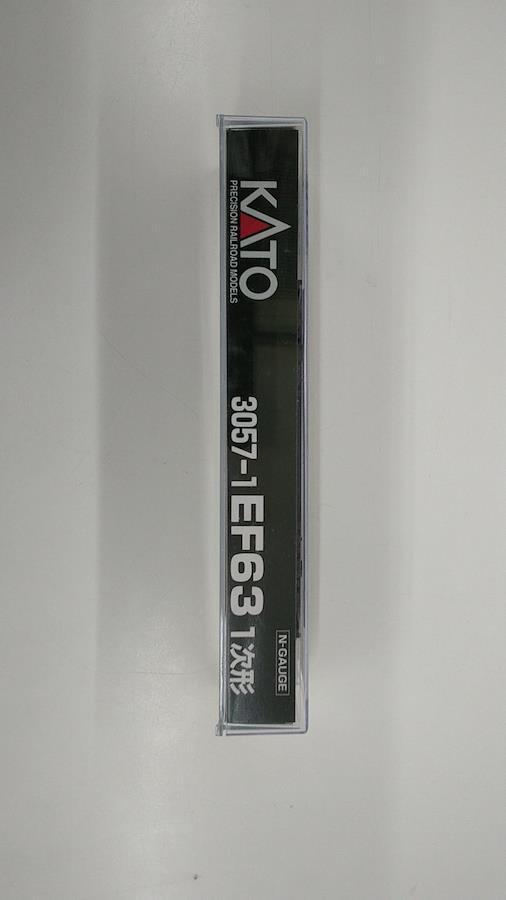 KATO
PRECISION RAILROAD MODELS
3057-1 EF63 1次形
N-GAUGE